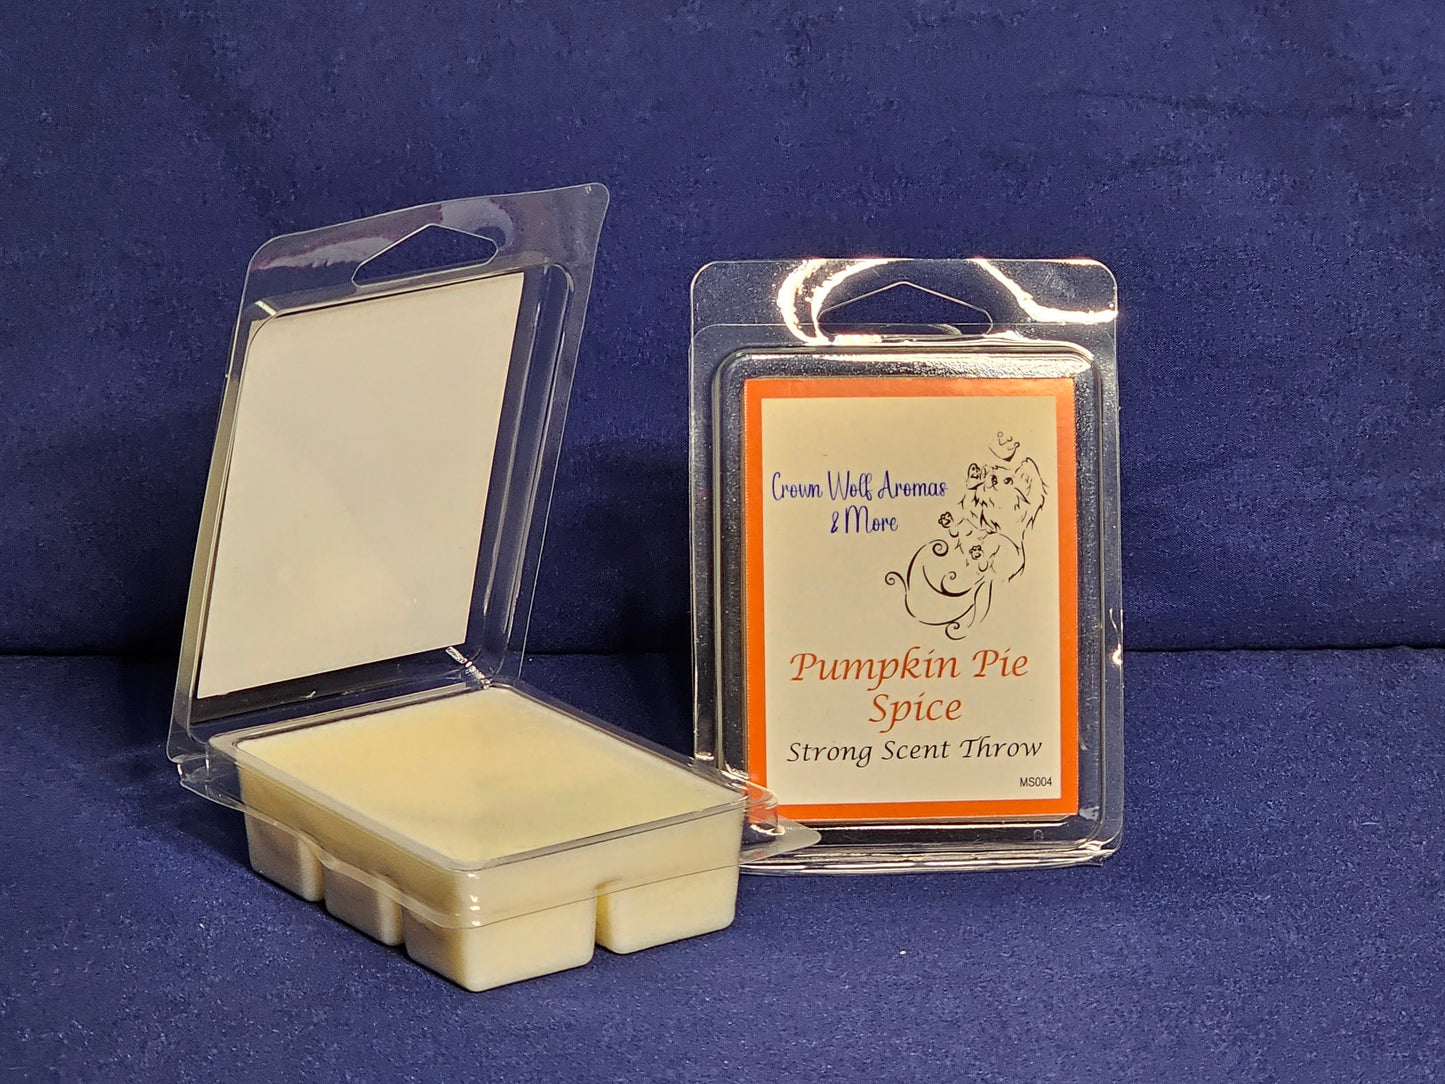 Crown Wolf Aromas
& More
Pumpkin Pie
Spice
Strong Scent Throw
MS004